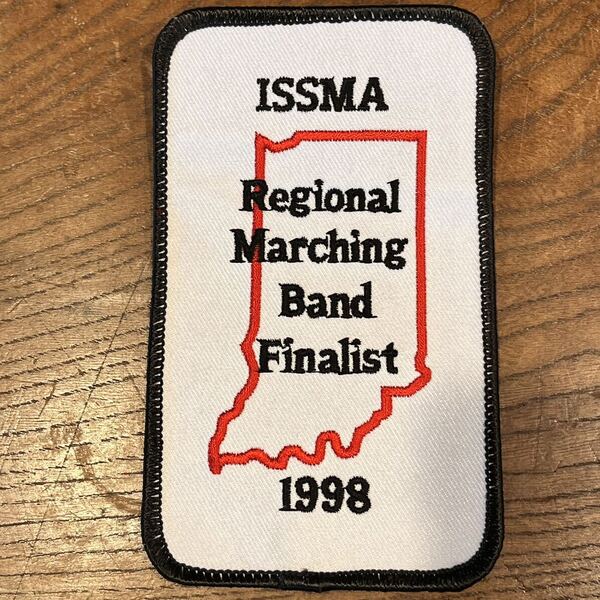 ISSMA
Regional
Marching
Band
Finalist
1998